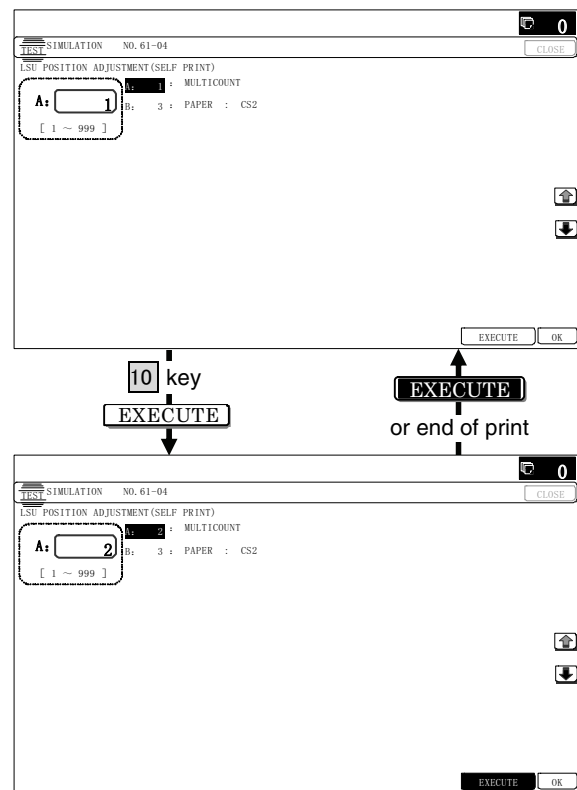 0
TEST SIMULATION NO. 61-04 CLOSE
LSU POSITION ADJUSTMENT(SELF PRINT)
A: 1 A: 1 : MULTICOUNT
B: 3 : PAPER : CS2
[ 1 ～ 999 ]
EXECUTE OK
10 key
EXECUTE
EXECUTE
or end of print
0
TEST SIMULATION NO. 61-04 CLOSE
LSU POSITION ADJUSTMENT(SELF PRINT)
A: 2 A: 2 : MULTICOUNT
B: 3 : PAPER : CS2
[ 1 ～ 999 ]
EXECUTE OK